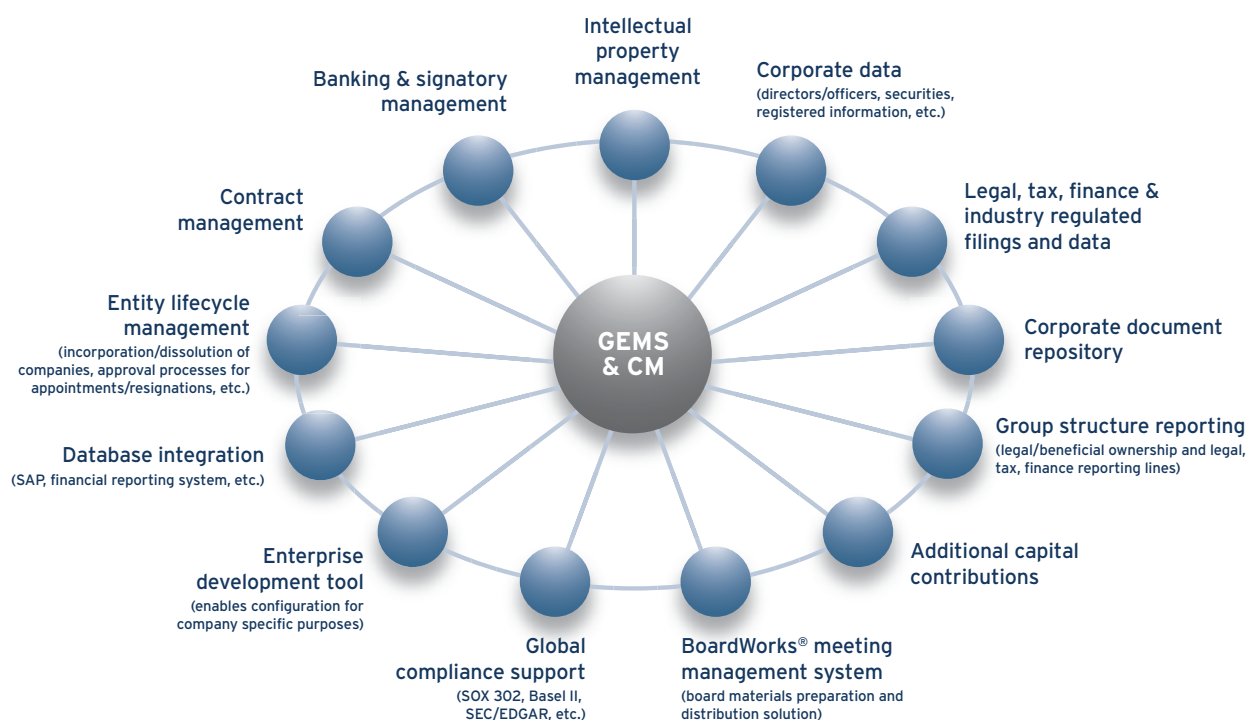 Intellectual
property
management
Corporate data
(directors/officers, securities,
registered information, etc.)
Legal, tax, finance &
industry regulated
filings and data
Corporate document
repository
Group structure reporting
(legal/beneficial ownership and legal,
tax, finance reporting lines)
Additional capital
contributions
BoardWorks® meeting
management system
(board materials preparation and
distribution solution)
Global
compliance support
(SOX 302, Basel II,
SEC/EDGAR, etc.)
Enterprise
development tool
(enables configuration for
company specific purposes)
Database integration
(SAP, financial reporting system, etc.)
Entity lifecycle
management
(incorporation/dissolution of
companies, approval processes for
appointments/resignations, etc.)
Contract
management
Banking & signatory
management
GEMS
& CM